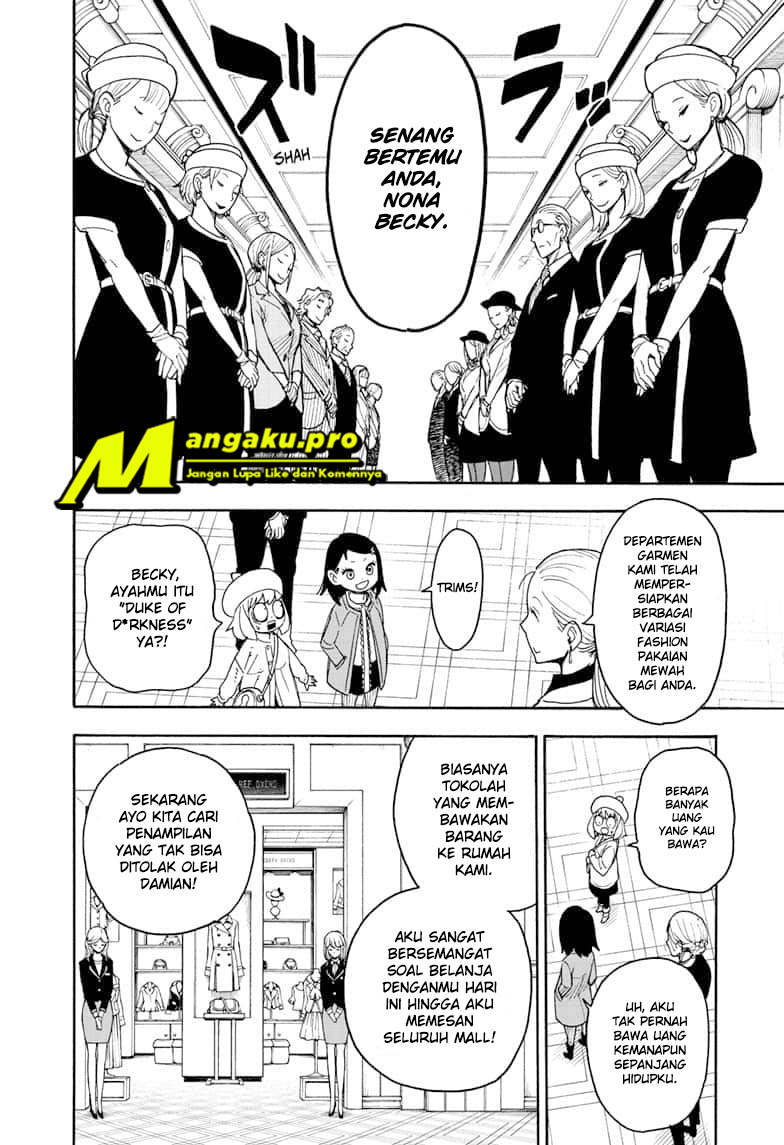 ズラッ
SHAH
SENANG
BERTEMU
ANDA,
NONA
BECKY.
Mangaku.pro
Jangan Lupa Like dan Komennya
DEPARTEMEN
GARMEN
KAMI TELAH
MEMPER-
SIAPKAN
BERBAGAI
VARIASI
FASHION
PAKAIAN
MEWAH
BAGI ANDA.
TRIMS!
BECKY,
AYAHMU ITU
"DUKE OF
D*RKNESS"
YA?!
BERAPA
BANYAK
UANG
YANG KAU
BAWA?
UH, AKU
TAK PERNAH
BAWA UANG
KEMANAPUN
SEPANJANG
HIDUPKU.
BIASANYA
TOKOLAH
YANG MEM-
BAWAKAN
BARANG
KE RUMAH
KAMI.
AKU SANGAT
BERSEMANGAT
SOAL BELANJA
DENGANMU HARI
INI HINGGA AKU
MEMESAN
SELURUH MALL!
SEKARANG
AYO KITA CARI
PENAMPILAN
YANG TAK BISA
DITOLAK OLEH
DAMIAN!